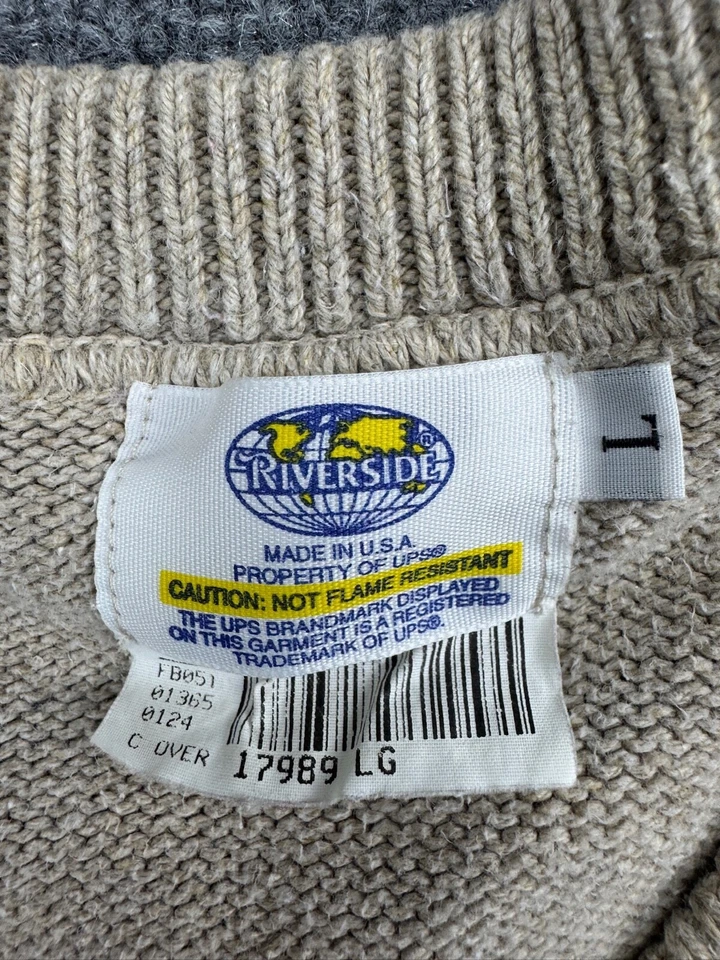 RIVERSIDE®
L
MADE IN U.S.A.
PROPERTY OF UPS®
CAUTION: NOT FLAME RESISTANT
THE UPS BRANDMARK DISPLAYED
ON THIS GARMENT IS A REGISTERED
TRADEMARK OF UPS®.
FB051
01365
0124
C OVER
17989 LG